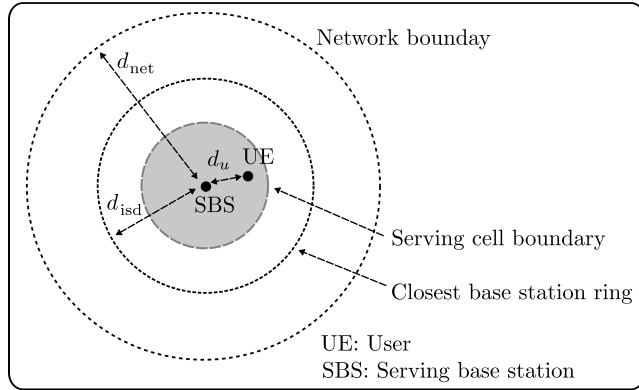 Network bounday
d_net
d_u
UE
d_isd
SBS
Serving cell boundary
Closest base station ring
UE: User
SBS: Serving base station